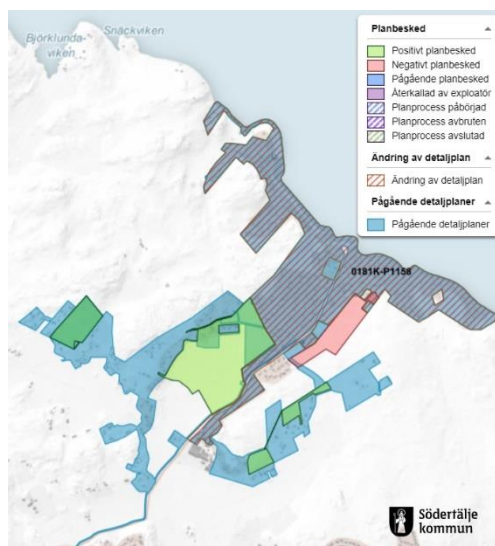 Björklunda-
viken
Snäckviken
Planbesked
Positivt planbesked
Negativt planbesked
Pågående planbesked
Återkallad av exploatör
Planprocess påbörjad
Planprocess avbruten
Planprocess avslutad
Ändring av detaljplan
Ändring av detaljplan
Pågående detaljplaner
Pågående detaljplaner
0181K-P1158
Södertälje
kommun